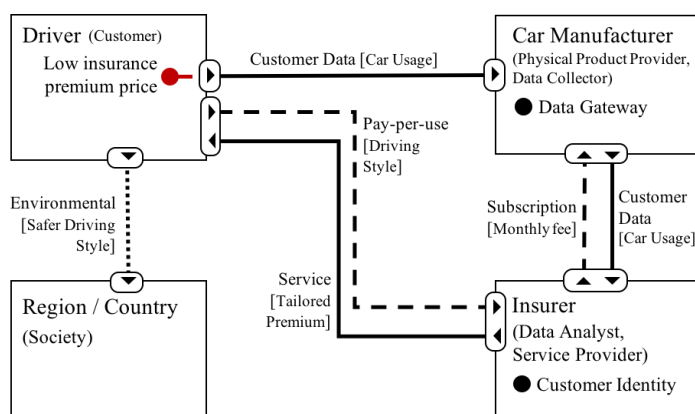 Driver (Customer)
Low insurance
premium price
Customer Data [Car Usage]
Car Manufacturer
(Physical Product Provider,
Data Collector)
Data Gateway
Pay-per-use
[Driving
Style]
Environmental
[Safer Driving
Style]
Subscription
[Monthly fee]
Customer
Data
[Car Usage]
Region / Country
(Society)
Service
[Tailored
Premium]
Insurer
(Data Analyst,
Service Provider)
Customer Identity